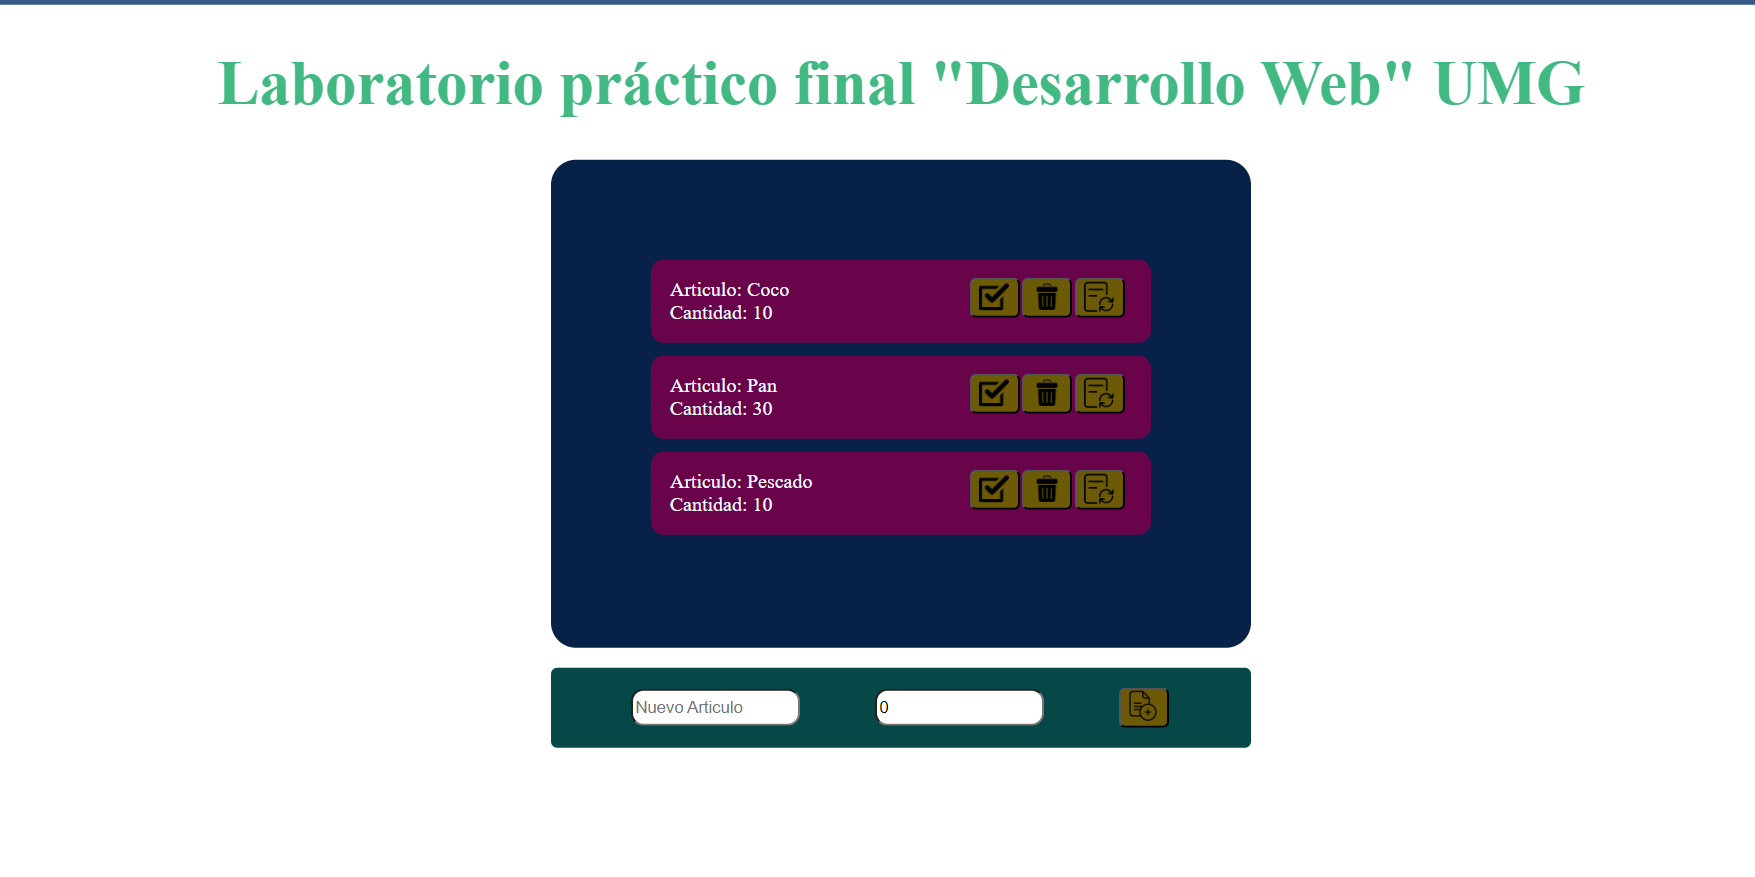 Laboratorio práctico final "Desarrollo Web" UMG
Articulo: Coco
Cantidad: 10
Articulo: Pan
Cantidad: 30
Articulo: Pescado
Cantidad: 10
Nuevo Articulo
0